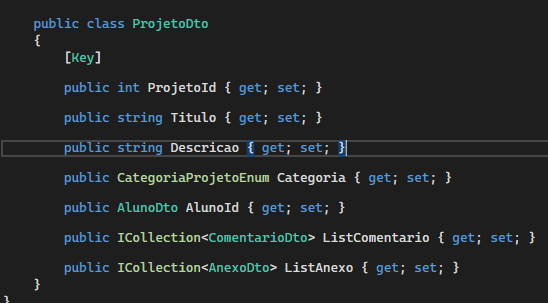 public class ProjetoDto
{
[Key]
public int ProjetoId { get; set; }
public string Titulo { get; set; }
public string Descricao { get; set; }
public CategoriaProjetoEnum Categoria { get; set; }
public AlunoDto AlunoId { get; set; }
public ICollection<ComentarioDto> ListComentario { get; set; }
public ICollection<AnexoDto> ListAnexo { get; set; }
}
}